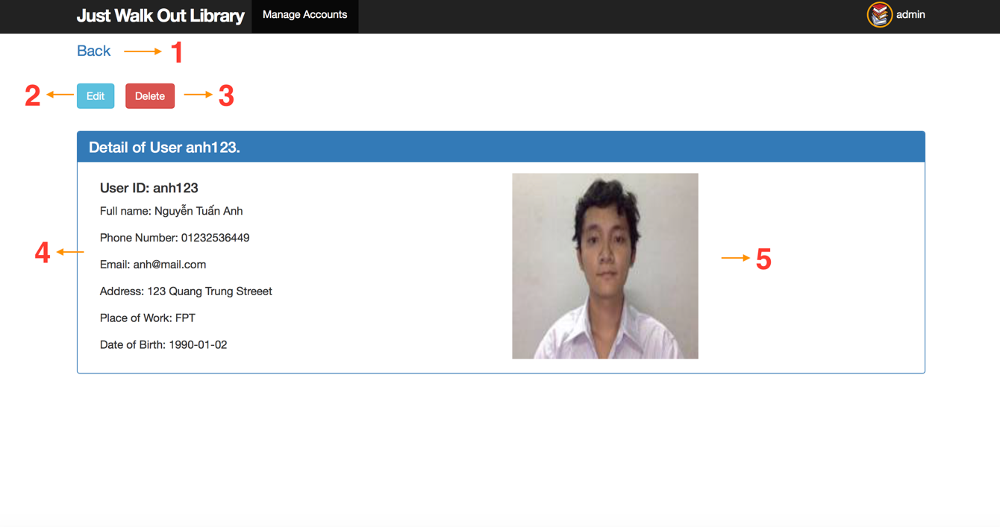 Just Walk Out Library Manage Accounts admin
Back 1
2 Edit Delete 3
Detail of User anh123.
User ID: anh123
Full name: Nguyễn Tuấn Anh
Phone Number: 01232536449
4
5
Email: anh@mail.com
Address: 123 Quang Trung Streeet
Place of Work: FPT
Date of Birth: 1990-01-02